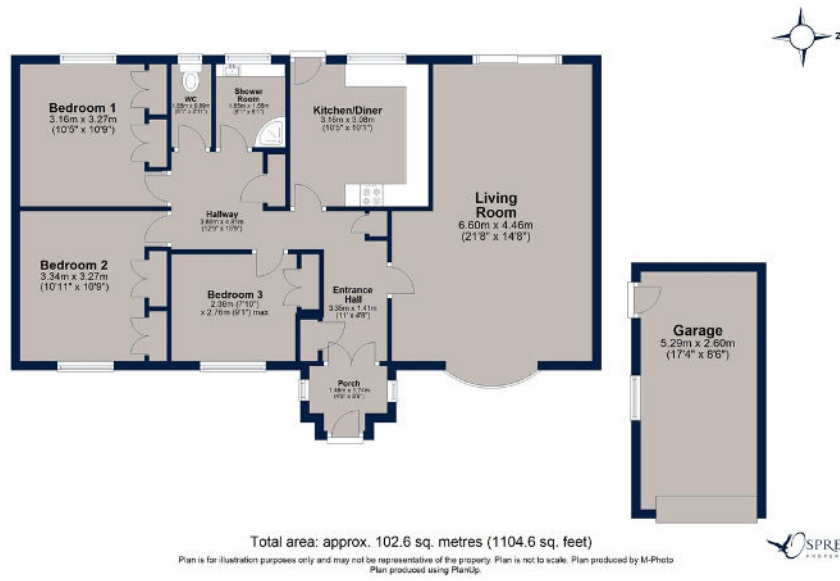 Z
Bedroom 1
3.16m x 3.27m
(10'5" x 10'9")
WC
Shower
Room
Kitchen/Diner
3.16m x 3.08m
(10'5" x 10'1")
Living
Room
6.60m x 4.46m
(21'8" x 14'8")
Hallway
Bedroom 2
3.34m x 3.27m
(10'11" x 10'9")
Bedroom 3
2.38m (7'10")
x 2.76m (9'1") max
Entrance
Hall
3.35m x 1.41m
(11' x 4'8")
Porch
Garage
5.29m x 2.60m
(17'4" x 8'6")
Total area: approx. 102.6 sq. metres (1104.6 sq. feet)
Plan is for illustration purposes only and may not be representative of the property. Plan is not to scale. Plan produced by M-Photo
Plan produced using PlanUp.
OSPRE